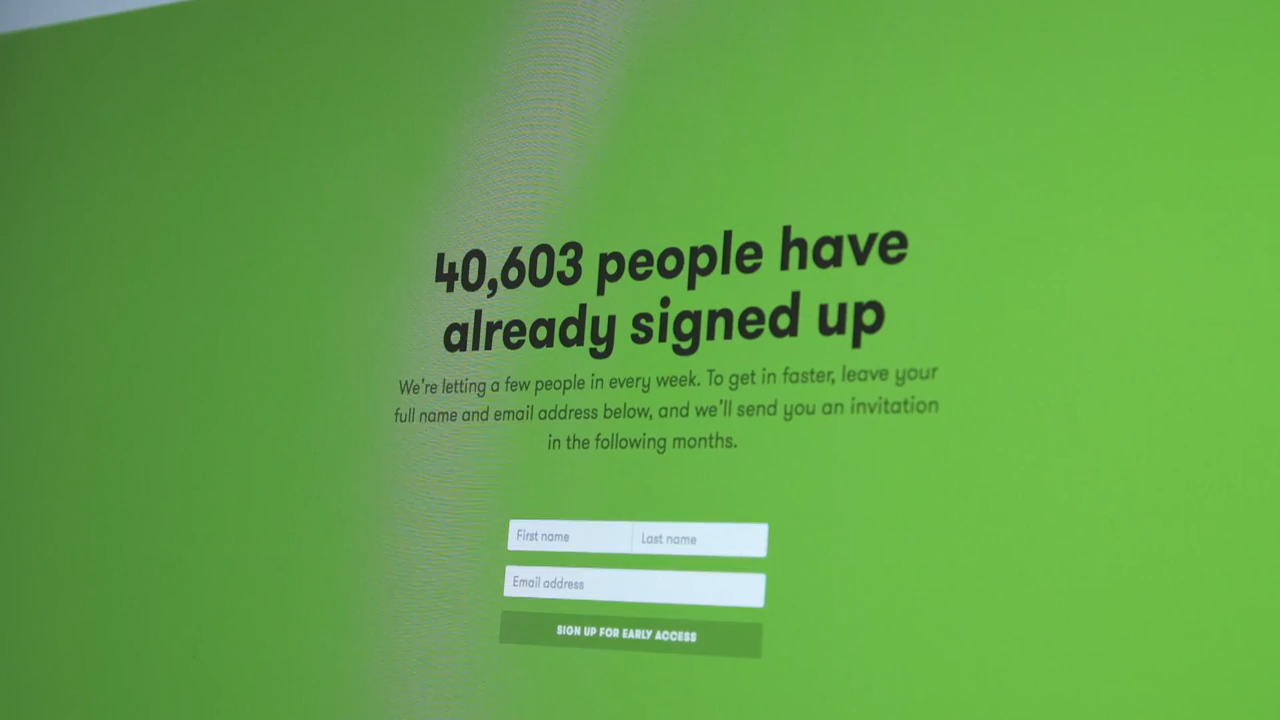 40,603 people have
already signed up
We're letting a few people in every week. To get in faster, leave your
full name and email address below, and we'll send you an invitation
in the following months.
First name Last name
Email address
SIGN UP FOR EARLY ACCESS